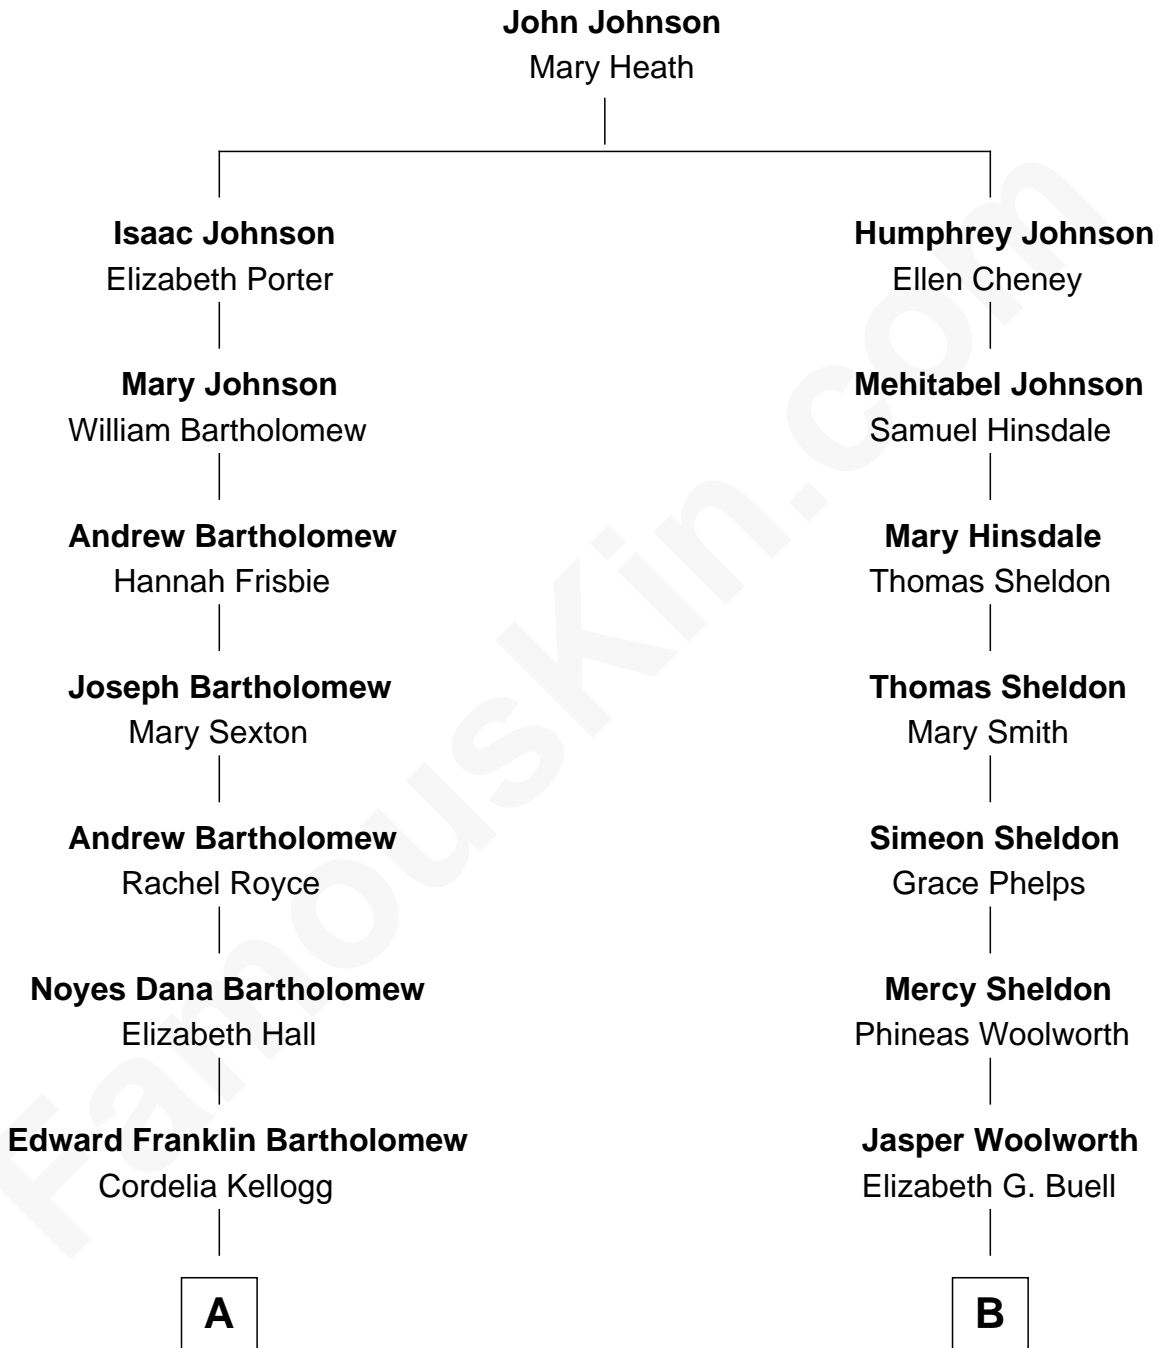 John Johnson
Mary Heath
Isaac Johnson
Elizabeth Porter
Humphrey Johnson
Ellen Cheney
Mary Johnson
William Bartholomew
Mehitabel Johnson
Samuel Hinsdale
Andrew Bartholomew
Hannah Frisbie
Mary Hinsdale
Thomas Sheldon
Joseph Bartholomew
Mary Sexton
Thomas Sheldon
Mary Smith
Andrew Bartholomew
Rachel Royce
Simeon Sheldon
Grace Phelps
Noyes Dana Bartholomew
Elizabeth Hall
Mercy Sheldon
Phineas Woolworth
Edward Franklin Bartholomew
Cordelia Kellogg
Jasper Woolworth
Elizabeth G. Buell
A
B
FamousKin.com